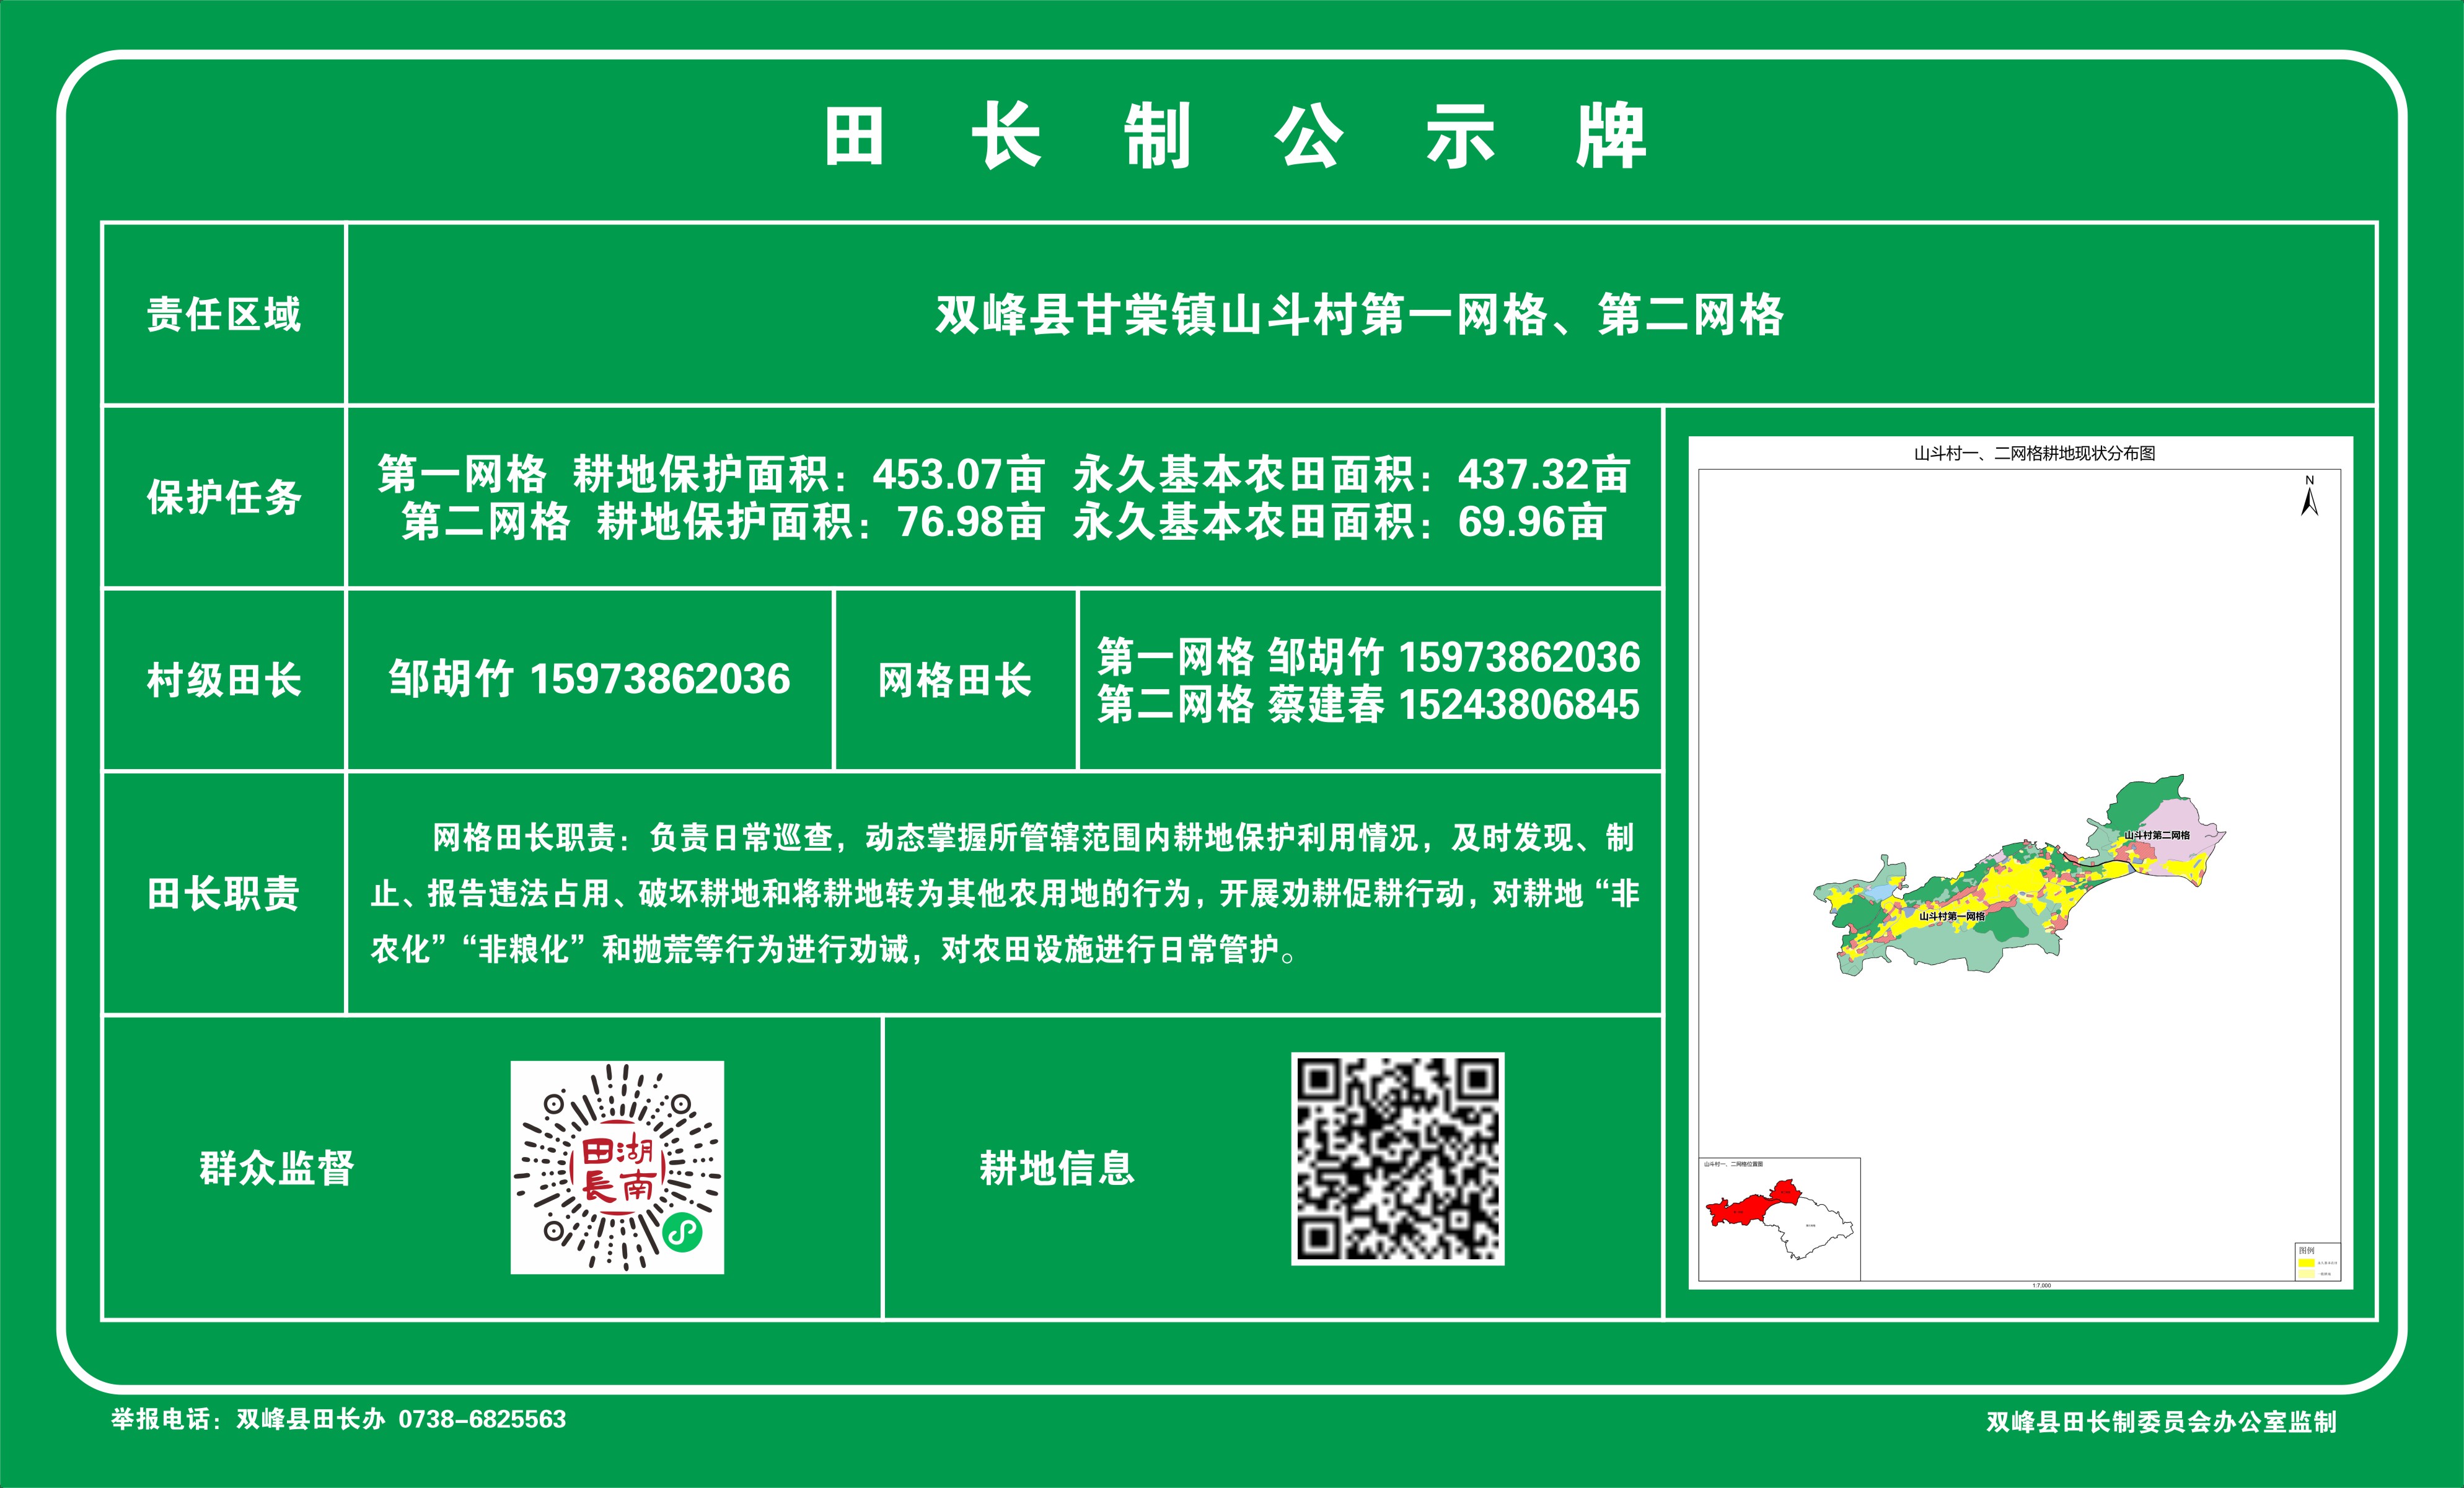 田长制公示牌
责任区域
双峰县甘棠镇山斗村第一网格、第二网格
保护任务
第一网格 耕地保护面积：453.07亩 永久基本农田面积：437.32亩
第二网格 耕地保护面积：76.98亩 永久基本农田面积：69.96亩
村级田长
邹胡竹 15973862036
网格田长
第一网格 邹胡竹 15973862036
第二网格 蔡建春 15243806845
田长职责
网格田长职责：负责日常巡查，动态掌握所管辖范围内耕地保护利用情况，及时发现、制
止、报告违法占用、破坏耕地和将耕地转为其他农用地的行为，开展劝耕促耕行动，对耕地“非
农化”“非粮化”和抛荒等行为进行劝诫，对农田设施进行日常管护。
群众监督
田湖
長南
耕地信息
山斗村一、二网格耕地现状分布图
N
山斗村第二网格
山斗村第一网格
山斗村一、二网格位置图
图例
1:7,000
举报电话：双峰县田长办 0738-6825563
双峰县田长制委员会办公室监制